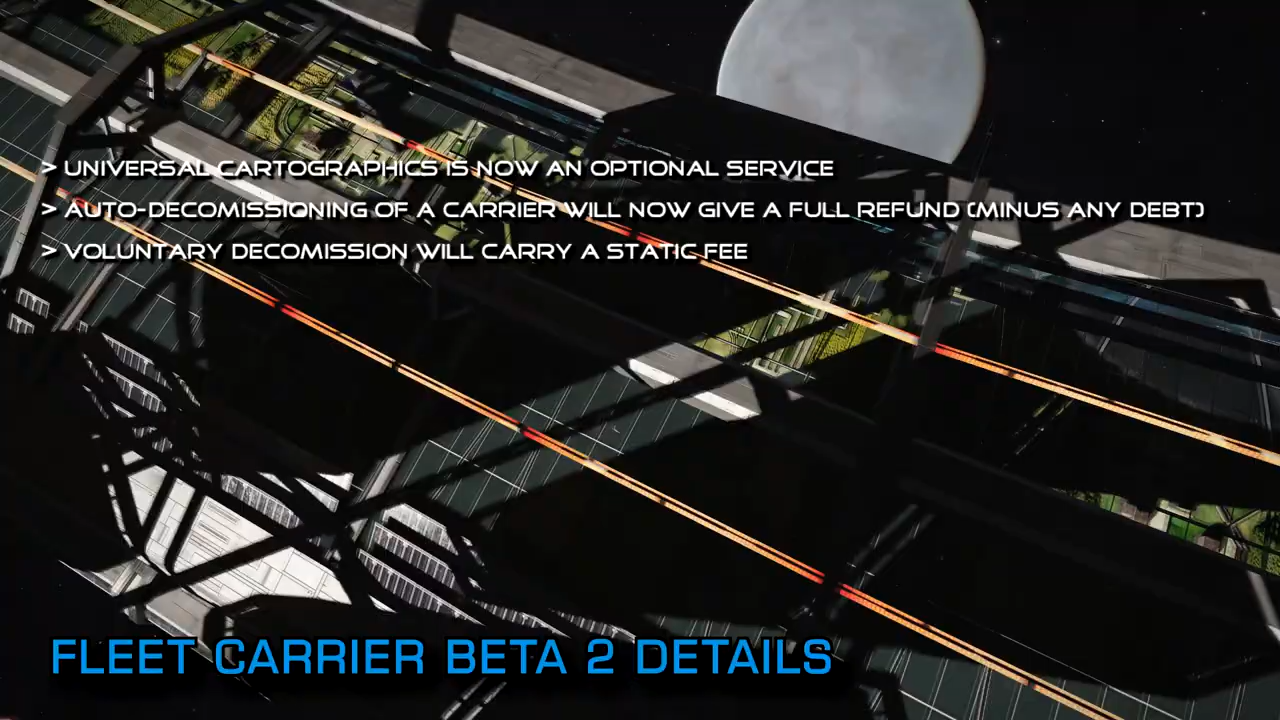 > UNIVERSAL CARTOGRAPHICS IS NOW AN OPTIONAL SERVICE
> AUTO-DECOMISSIONING OF A CARRIER WILL NOW GIVE A FULL REFUND (MINUS ANY DEBT)
> VOLUNTARY DECOMISSION WILL CARRY A STATIC FEE
FLEET CARRIER BETA 2 DETAILS